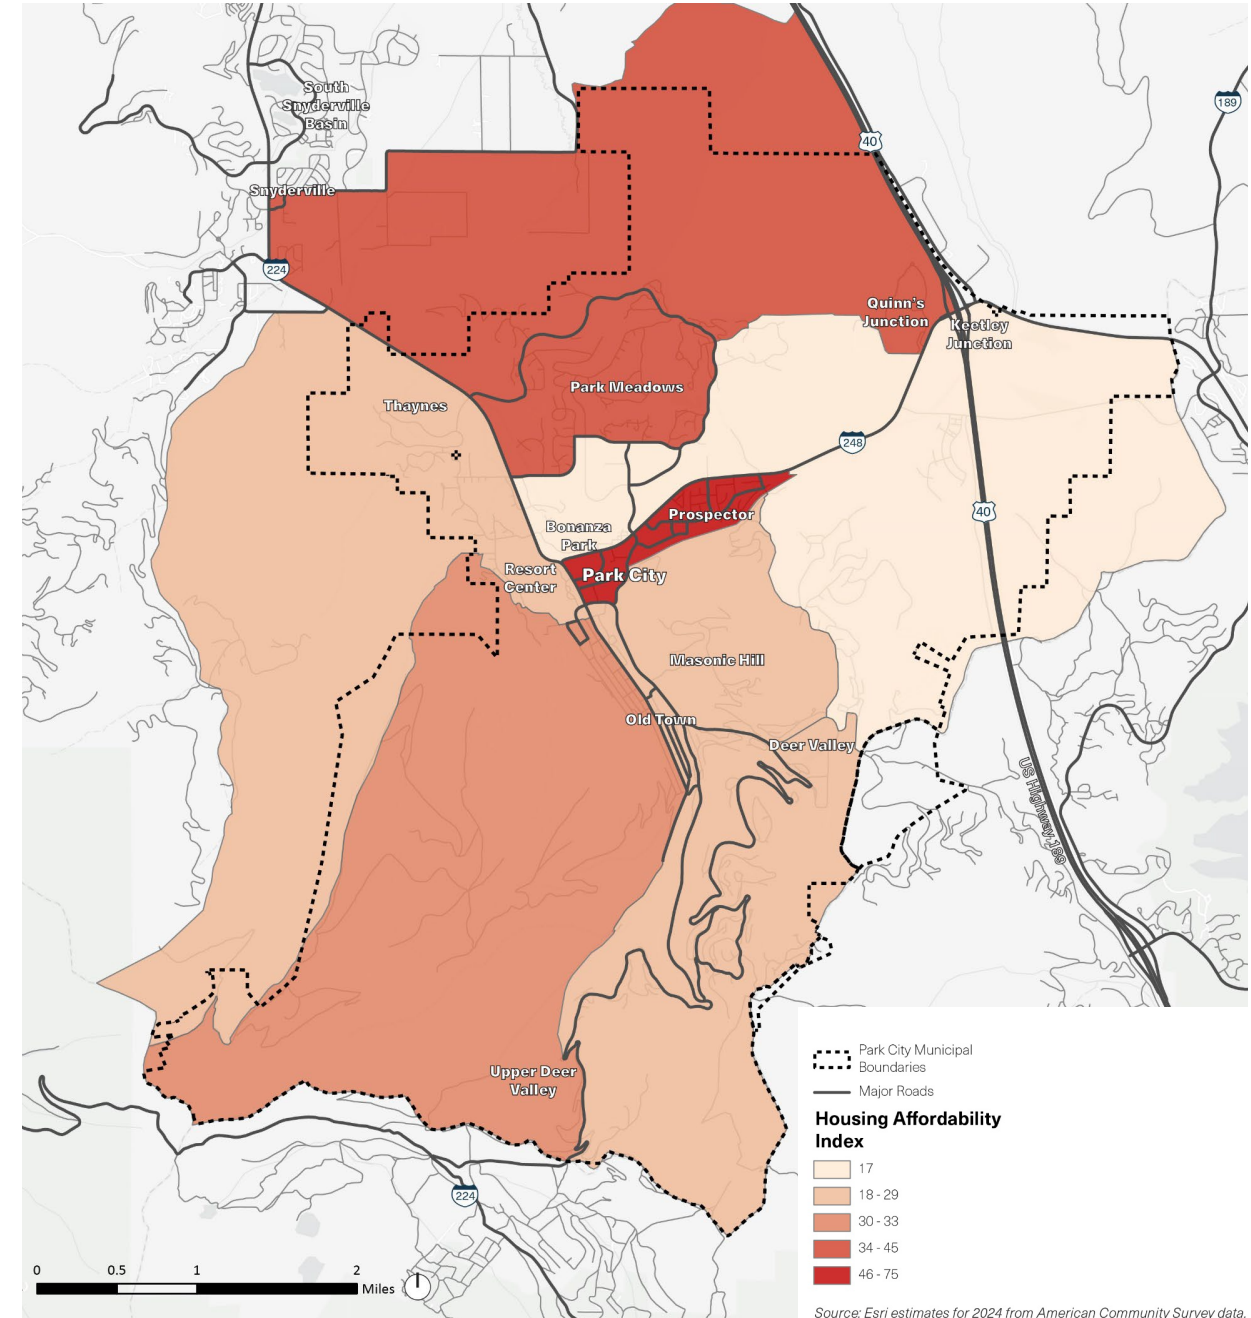 South
Snyderville
Basin
189
40
Snyderville
224
Quinn's
Junction
Keetley
Junction
Park Meadows
Thaynes
248
40
Prospector
Bonanza
Park
Resort
Center
Park City
Masonic Hill
Old Town
Deer Valley
US Highway 189
Upper Deer
Valley
224
Park City Municipal
Boundaries
Major Roads
Housing Affordability
Index
17
18 - 29
30 - 33
34 - 45
46 - 75
0 0.5 1 2
Miles
Source: Esri estimates for 2024 from American Community Survey data.